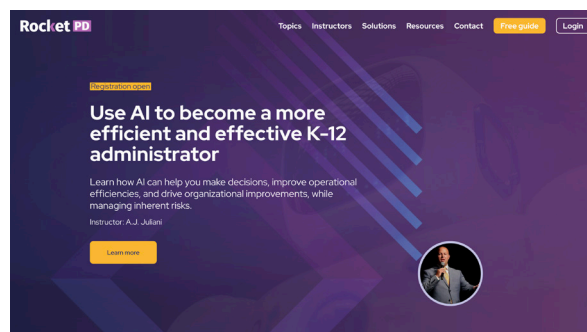 Rocket PD
Topics Instructors Solutions Resources Contact Free guide Login
Registration open
Use AI to become a more
efficient and effective K-12
administrator
Learn how AI can help you make decisions, improve operational
efficiencies, and drive organizational improvements, while
managing inherent risks.
Instructor: A.J. Juliani
Learn more